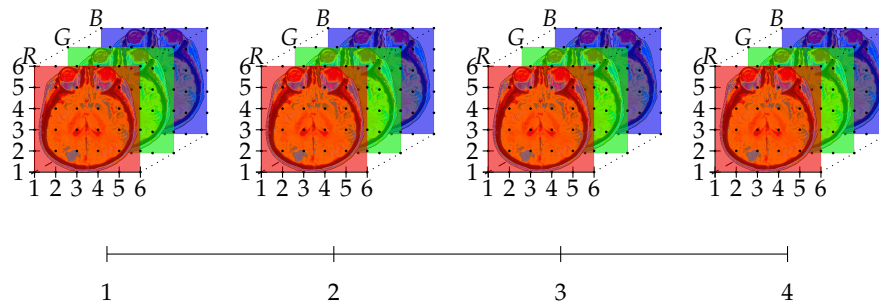 B B B B
G G G G
R R R R
6 6 6 6
5 5 5 5
4 4 4 4
3 3 3 3
2 2 2 2
1 1 1 1
1 2 3 4 5 6 1 2 3 4 5 6 1 2 3 4 5 6 1 2 3 4 5 6
1 2 3 4